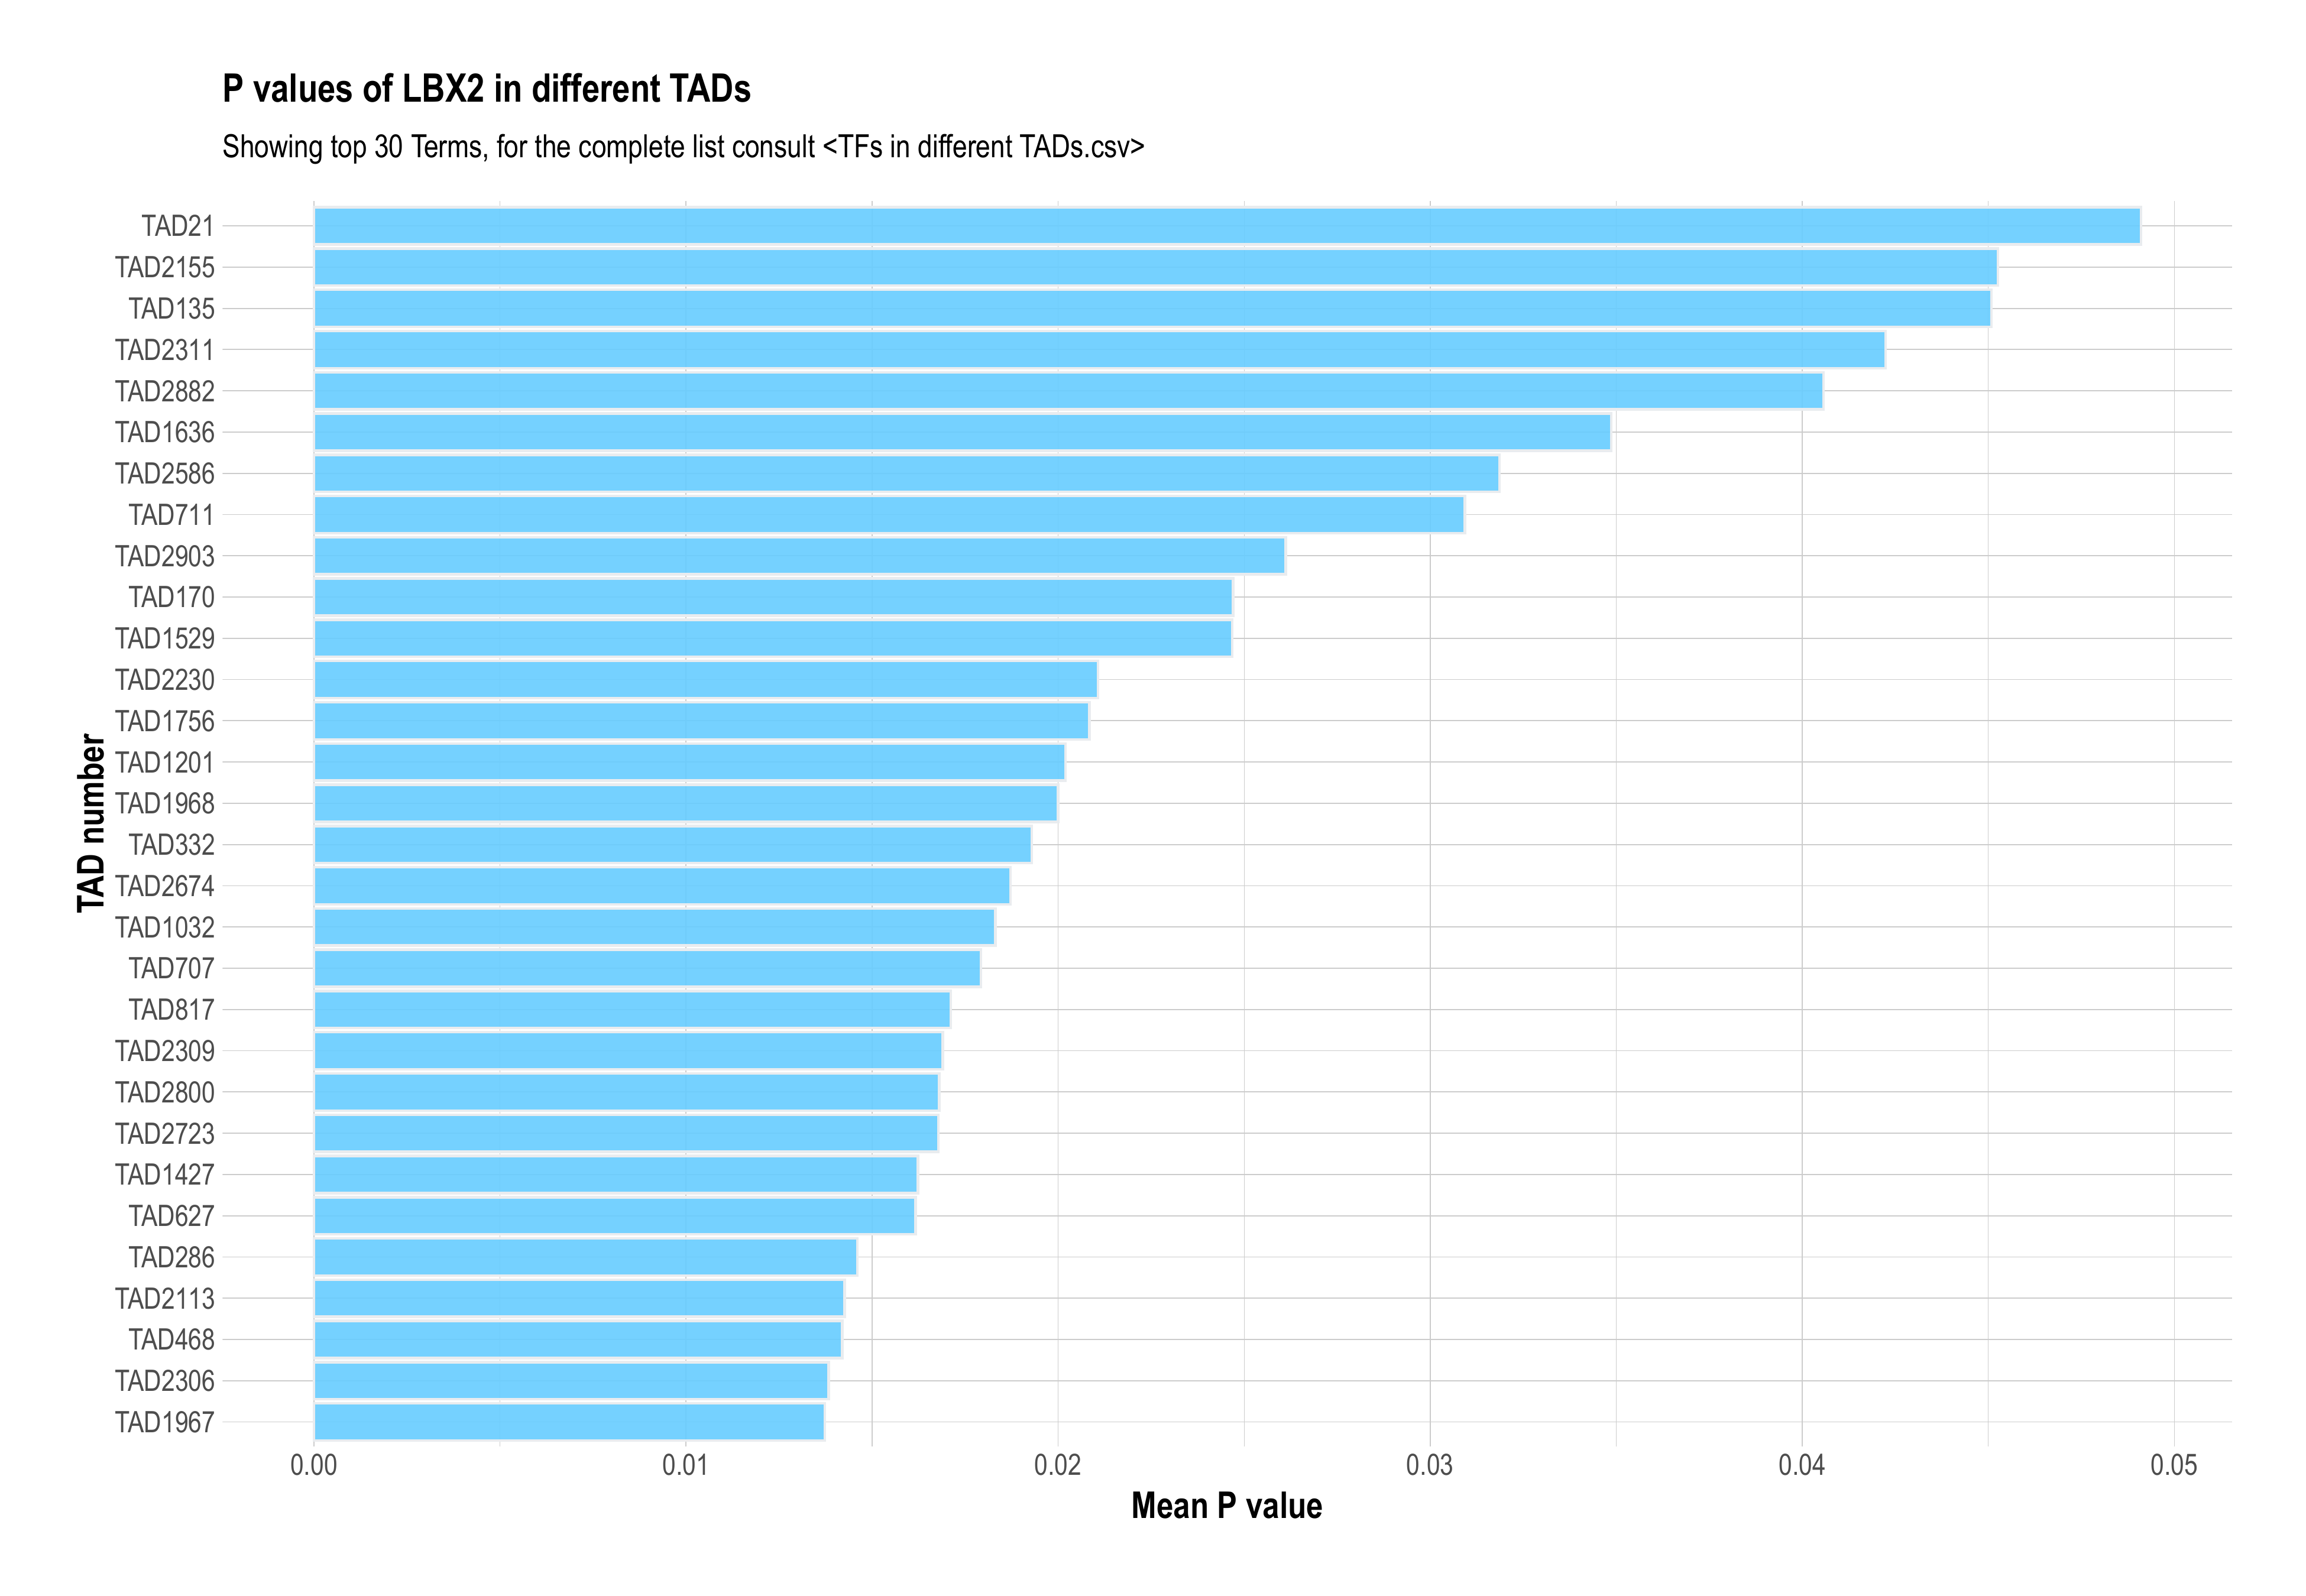 P values of LBX2 in different TADs
Showing top 30 Terms, for the complete list consult <TFs in different TADs.csv>
TAD number
TAD21
TAD2155
TAD135
TAD2311
TAD2882
TAD1636
TAD2586
TAD711
TAD2903
TAD170
TAD1529
TAD2230
TAD1756
TAD1201
TAD1968
TAD332
TAD2674
TAD1032
TAD707
TAD817
TAD2309
TAD2800
TAD2723
TAD1427
TAD627
TAD286
TAD2113
TAD468
TAD2306
TAD1967
0.00 0.01 0.02 0.03 0.04 0.05
Mean P value